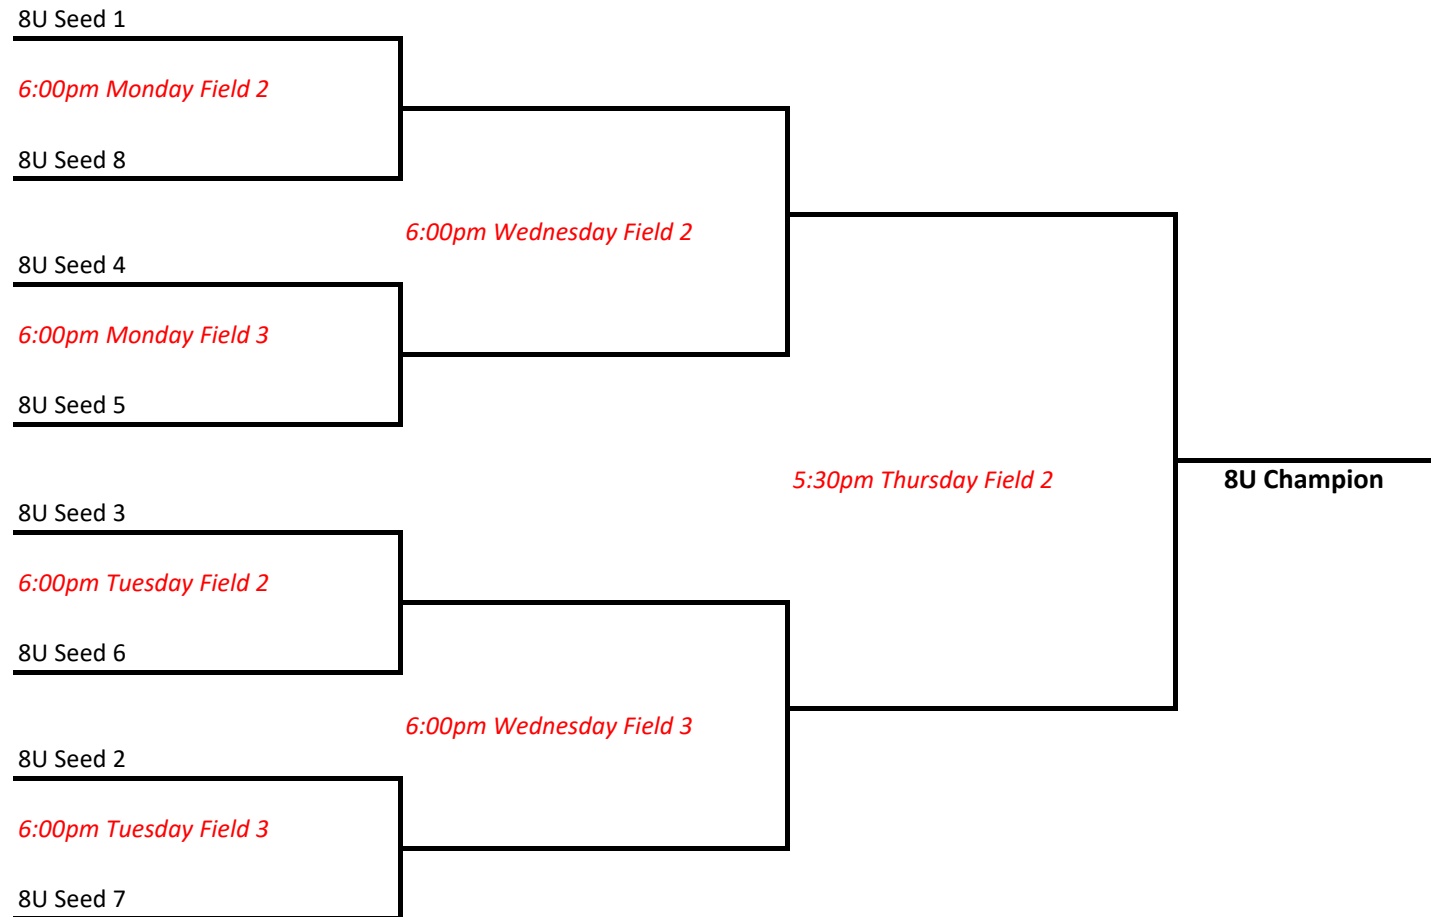 8U Seed 1
6:00pm Monday Field 2
8U Seed 8
6:00pm Wednesday Field 2
8U Seed 4
6:00pm Monday Field 3
8U Seed 5
5:30pm Thursday Field 2
8U Champion
8U Seed 3
6:00pm Tuesday Field 2
8U Seed 6
6:00pm Wednesday Field 3
8U Seed 2
6:00pm Tuesday Field 3
8U Seed 7